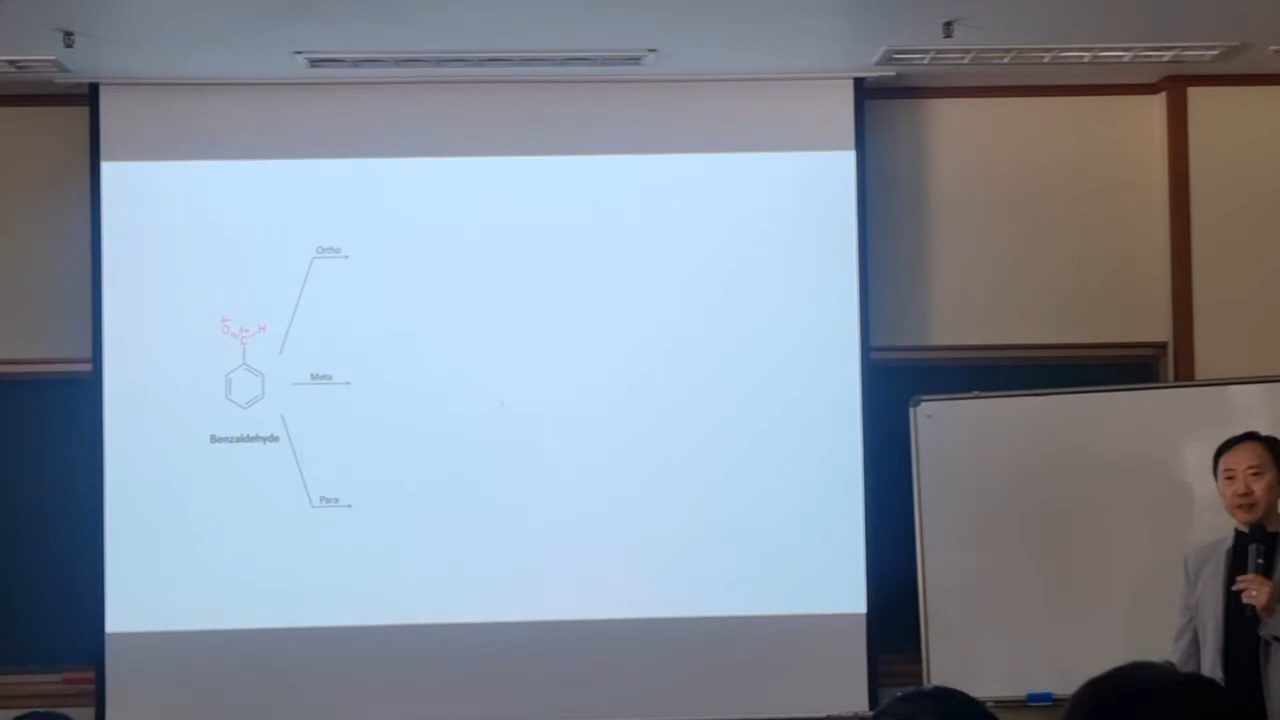 Ortho
δ-
O
δ+
C
H
Meta
Benzaldehyde
Para